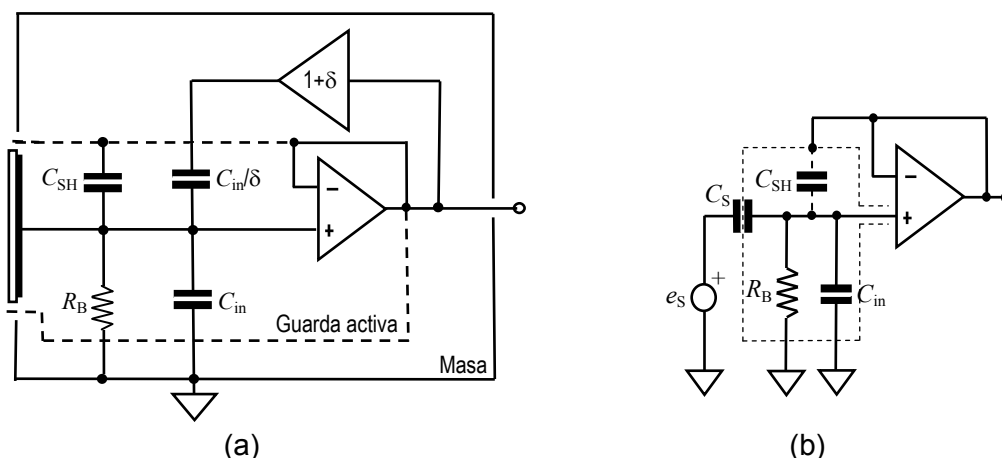 1+δ
C_SH
C_in/δ
−
+
R_B
C_in
Guarda activa
Masa
(a)
C_S
C_SH
−
+
+
e_S
R_B
C_in
(b)